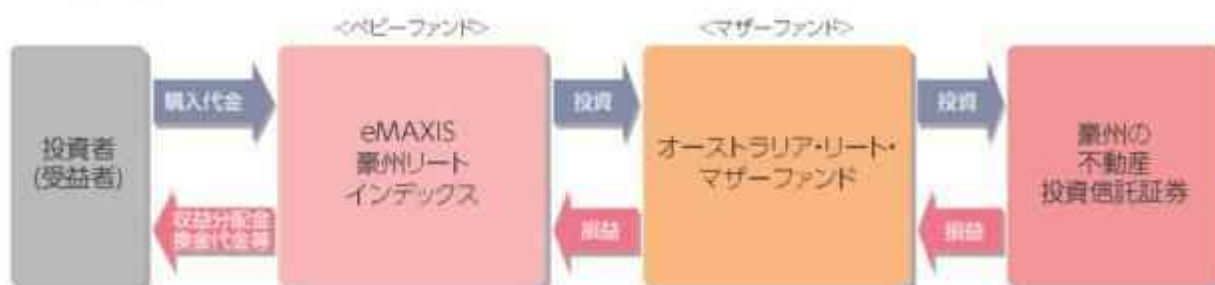 <ベビーファンド>
<マザーファンド>
投資者
(受益者)
購入代金
収益分配金
換金代金等
eMAXIS
豪州リート
インデックス
投資
損益
オーストラリア・リート・
マザーファンド
投資
損益
豪州の
不動産
投資信託証券